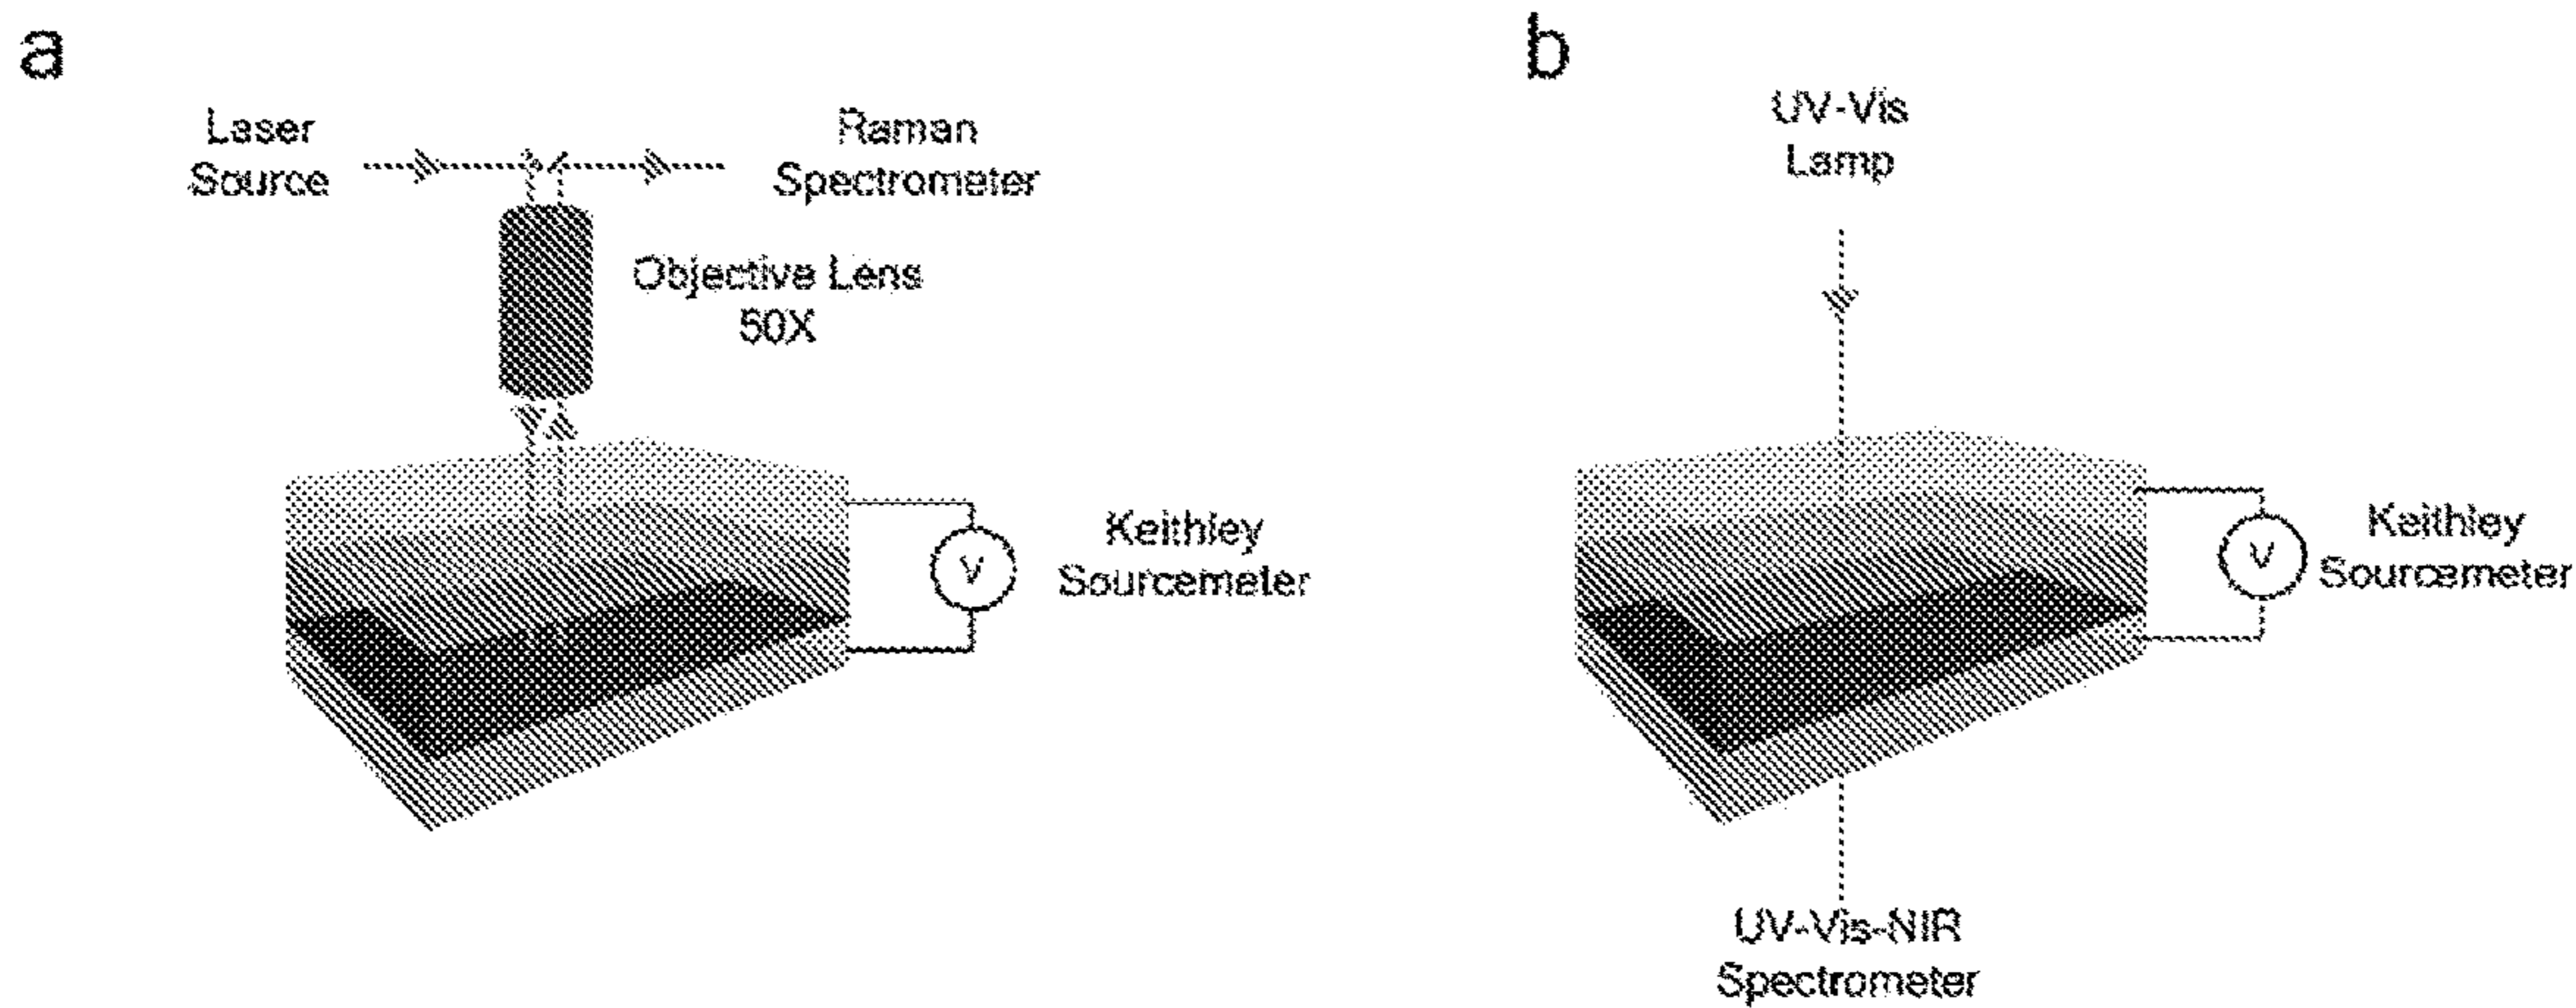 a
Laser
Source
Raman
Spectrometer
Objective Lens
50X
V
Keithley
Sourcemeter
b
UV-Vis
Lamp
V
Keithley
Sourcemeter
UV-Vis-NIR
Spectrometer